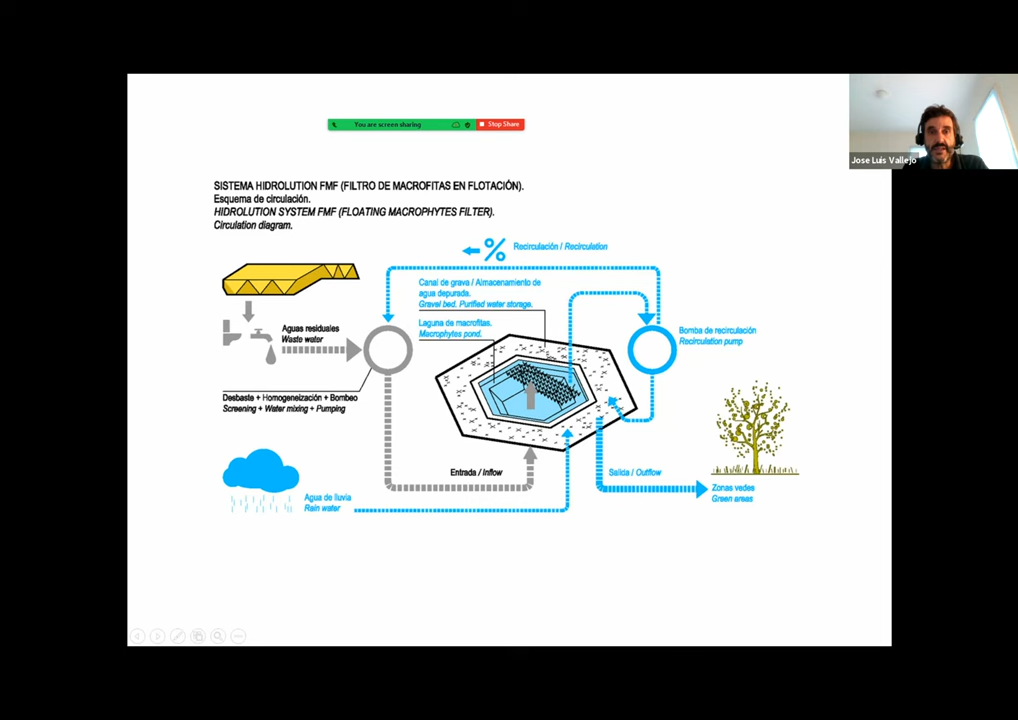 You are screen sharing
Stop Share
Jose Luis Vallejo
SISTEMA HIDROLUTION FMF (FILTRO DE MACROFITAS EN FLOTACIÓN).
Esquema de circulación.
HIDROLUTION SYSTEM FMF (FLOATING MACROPHYTES FILTER).
Circulation diagram.
%
Recirculación / Recirculation
Canal de grava / Almacenamiento de
agua depurada.
Gravel bed. Purified water storage.
Laguna de macrofitas.
Macrophytes pond.
Aguas residuales
Waste water
Bomba de recirculación
Recirculation pump
Desbaste + Homogeneización + Bombeo
Screening + Water mixing + Pumping
Entrada / Inflow
Salida / Outflow
Zonas vedes
Green areas
Agua de lluvia
Rain water